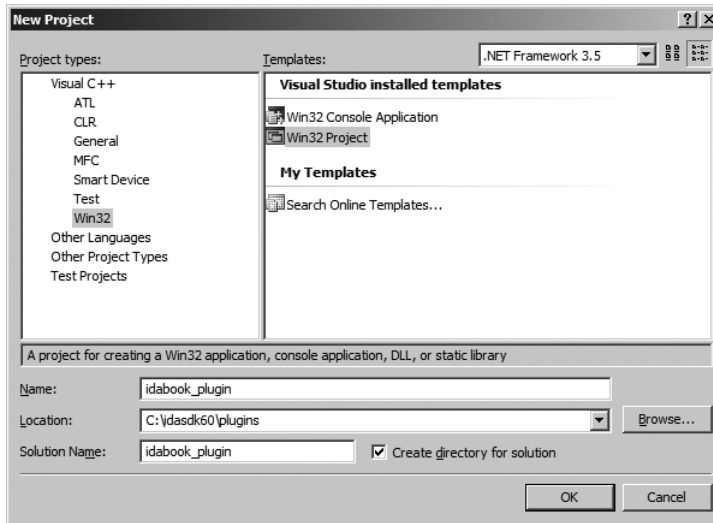 New Project
Project types:
Templates:
.NET Framework 3.5
Visual C++
ATL
CLR
General
MFC
Smart Device
Test
Win32
Other Languages
Other Project Types
Test Projects
Visual Studio installed templates
Win32 Console Application
Win32 Project
My Templates
Search Online Templates...
A project for creating a Win32 application, console application, DLL, or static library
Name:
idabook_plugin
Location:
C:\idasdk60\plugins
Browse...
Solution Name:
idabook_plugin
Create directory for solution
OK
Cancel